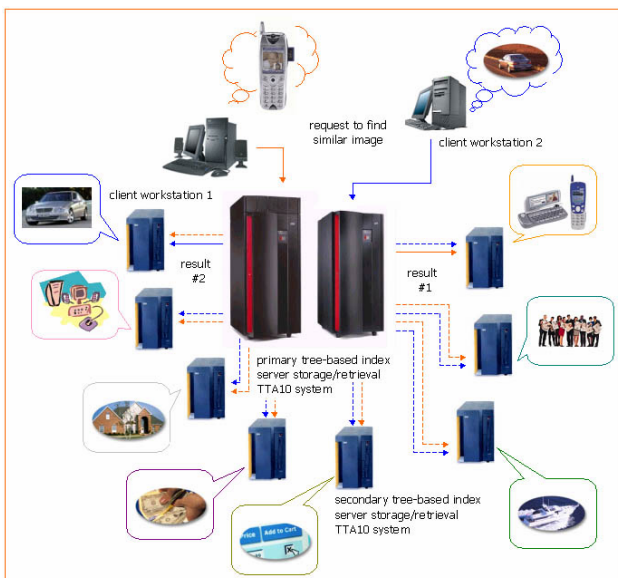 request to find
similar image
client workstation 2
client workstation 1
result
#2
result
#1
primary tree-based index
server storage/retrieval
TTA10 system
secondary tree-based index
server storage/retrieval
TTA10 system
rice
Add to Cart